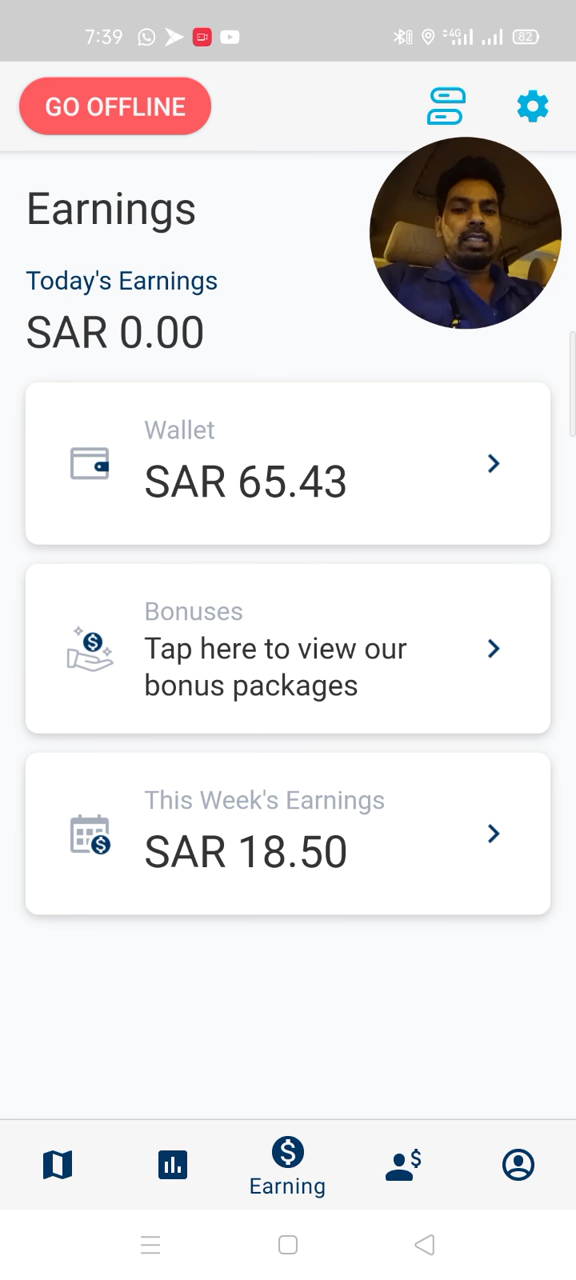 7:39
4G
82
GO OFFLINE
Earnings
Today's Earnings
SAR 0.00
Wallet
SAR 65.43
Bonuses
Tap here to view our
bonus packages
This Week's Earnings
SAR 18.50
Earning